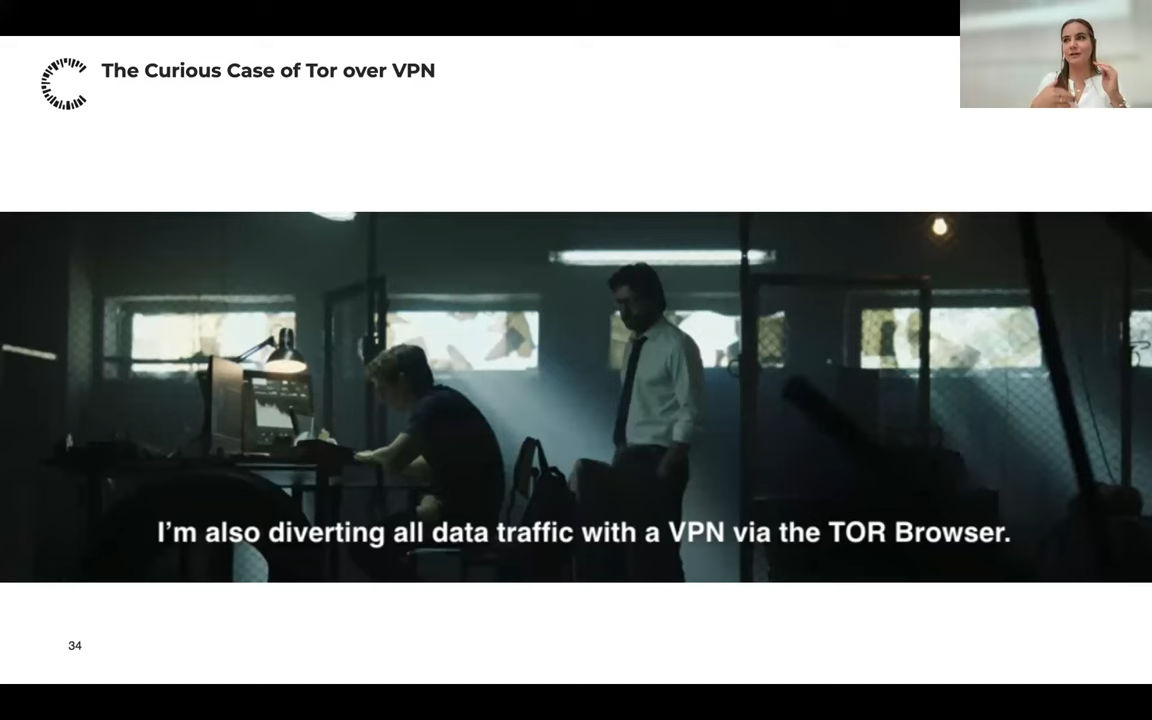 The Curious Case of Tor over VPN
I'm also diverting all data traffic with a VPN via the TOR Browser.
34